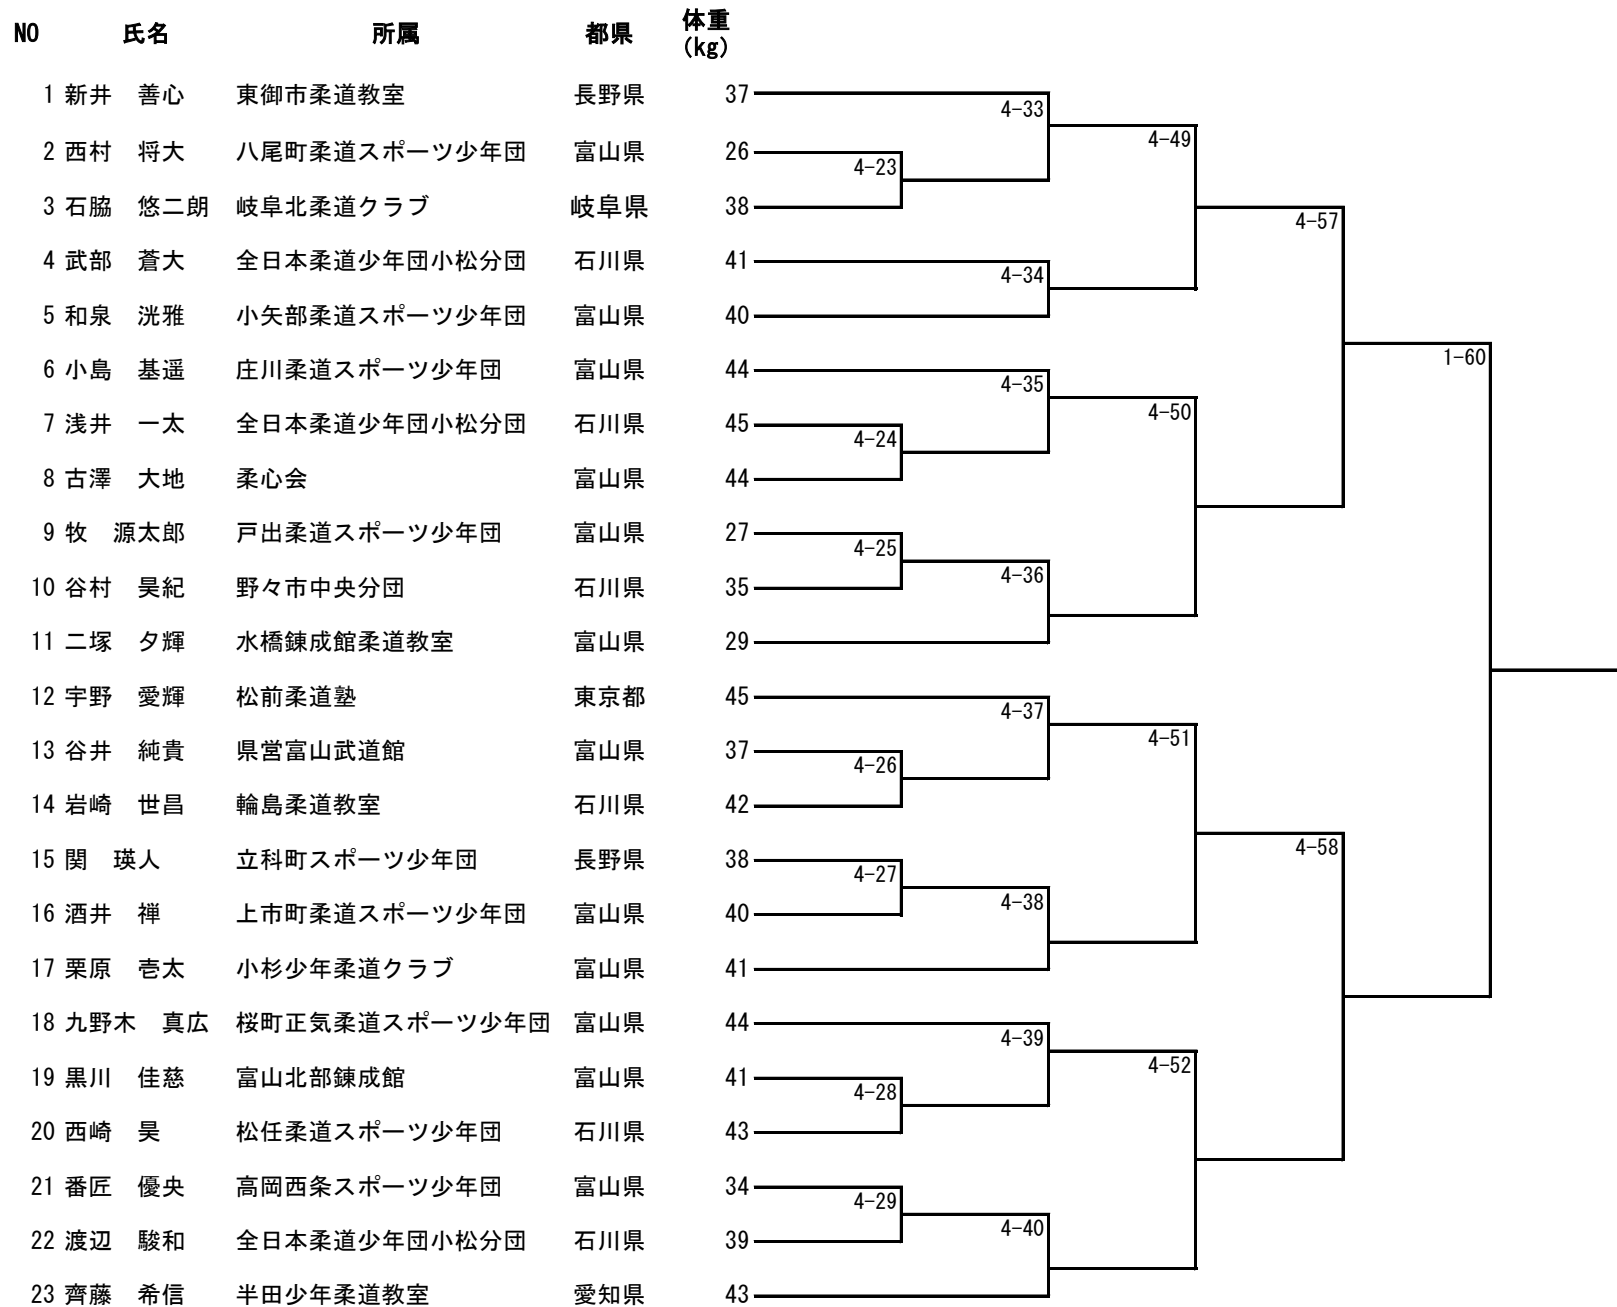 NO 氏名 所属 都県 体重(kg)
1 新井 善心 東御市柔道教室 長野県 37
4-33
4-49
2 西村 将大 八尾町柔道スポーツ少年団 富山県 26
4-23
3 石脇 悠二朗 岐阜北柔道クラブ 岐阜県 38
4-57
4 武部 蒼大 全日本柔道少年団小松分団 石川県 41
4-34
5 和泉 洸雅 小矢部柔道スポーツ少年団 富山県 40
1-60
6 小島 基遥 庄川柔道スポーツ少年団 富山県 44
4-35
4-50
7 浅井 一太 全日本柔道少年団小松分団 石川県 45
4-24
8 古澤 大地 柔心会 富山県 44
9 牧 源太郎 戸出柔道スポーツ少年団 富山県 27
4-25
4-36
10 谷村 昊紀 野々市中央分団 石川県 35
11 二塚 夕輝 水橋錬成館柔道教室 富山県 29
12 宇野 愛輝 松前柔道塾 東京都 45
4-37
4-51
13 谷井 純貴 県営富山武道館 富山県 37
4-26
14 岩崎 世昌 輪島柔道教室 石川県 42
4-58
15 関 瑛人 立科町スポーツ少年団 長野県 38
4-27
4-38
16 酒井 禅 上市町柔道スポーツ少年団 富山県 40
17 栗原 壱太 小杉少年柔道クラブ 富山県 41
18 九野木 真広 桜町正気柔道スポーツ少年団 富山県 44
4-39
4-52
19 黒川 佳慈 富山北部錬成館 富山県 41
4-28
20 西崎 昊 松任柔道スポーツ少年団 石川県 43
21 番匠 優央 高岡西条スポーツ少年団 富山県 34
4-29
4-40
22 渡辺 駿和 全日本柔道少年団小松分団 石川県 39
23 齊藤 希信 半田少年柔道教室 愛知県 43